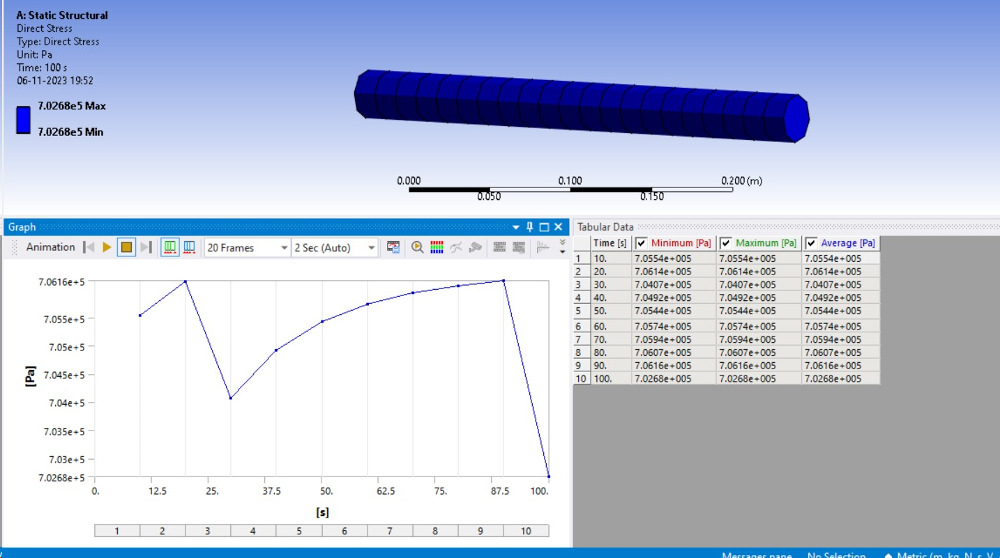 A: Static Structural
Direct Stress
Type: Direct Stress
Unit: Pa
Time: 100 s
06-11-2023 19:52
7.0268e5 Max
7.0268e5 Min
0.000 0.100 0.200 (m)
0.050 0.150
Graph
Animation 20 Frames 2 Sec (Auto)
7.0616e+5
7.055e+5
7.05e+5
7.045e+5
7.04e+5
7.035e+5
7.03e+5
7.0268e+5
[Pa]
0. 12.5 25. 37.5 50. 62.5 75. 87.5 100.
[s]
1 2 3 4 5 6 7 8 9 10
Tabular Data
Time [s] Minimum [Pa] Maximum [Pa] Average [Pa]
1 10. 7.0554e+005 7.0554e+005 7.0554e+005
2 20. 7.0614e+005 7.0614e+005 7.0614e+005
3 30. 7.0407e+005 7.0407e+005 7.0407e+005
4 40. 7.0492e+005 7.0492e+005 7.0492e+005
5 50. 7.0544e+005 7.0544e+005 7.0544e+005
6 60. 7.0574e+005 7.0574e+005 7.0574e+005
7 70. 7.0594e+005 7.0594e+005 7.0594e+005
8 80. 7.0607e+005 7.0607e+005 7.0607e+005
9 90. 7.0616e+005 7.0616e+005 7.0616e+005
10 100. 7.0268e+005 7.0268e+005 7.0268e+005
Messages pane No Selection Metric (m, kg, N, s, V